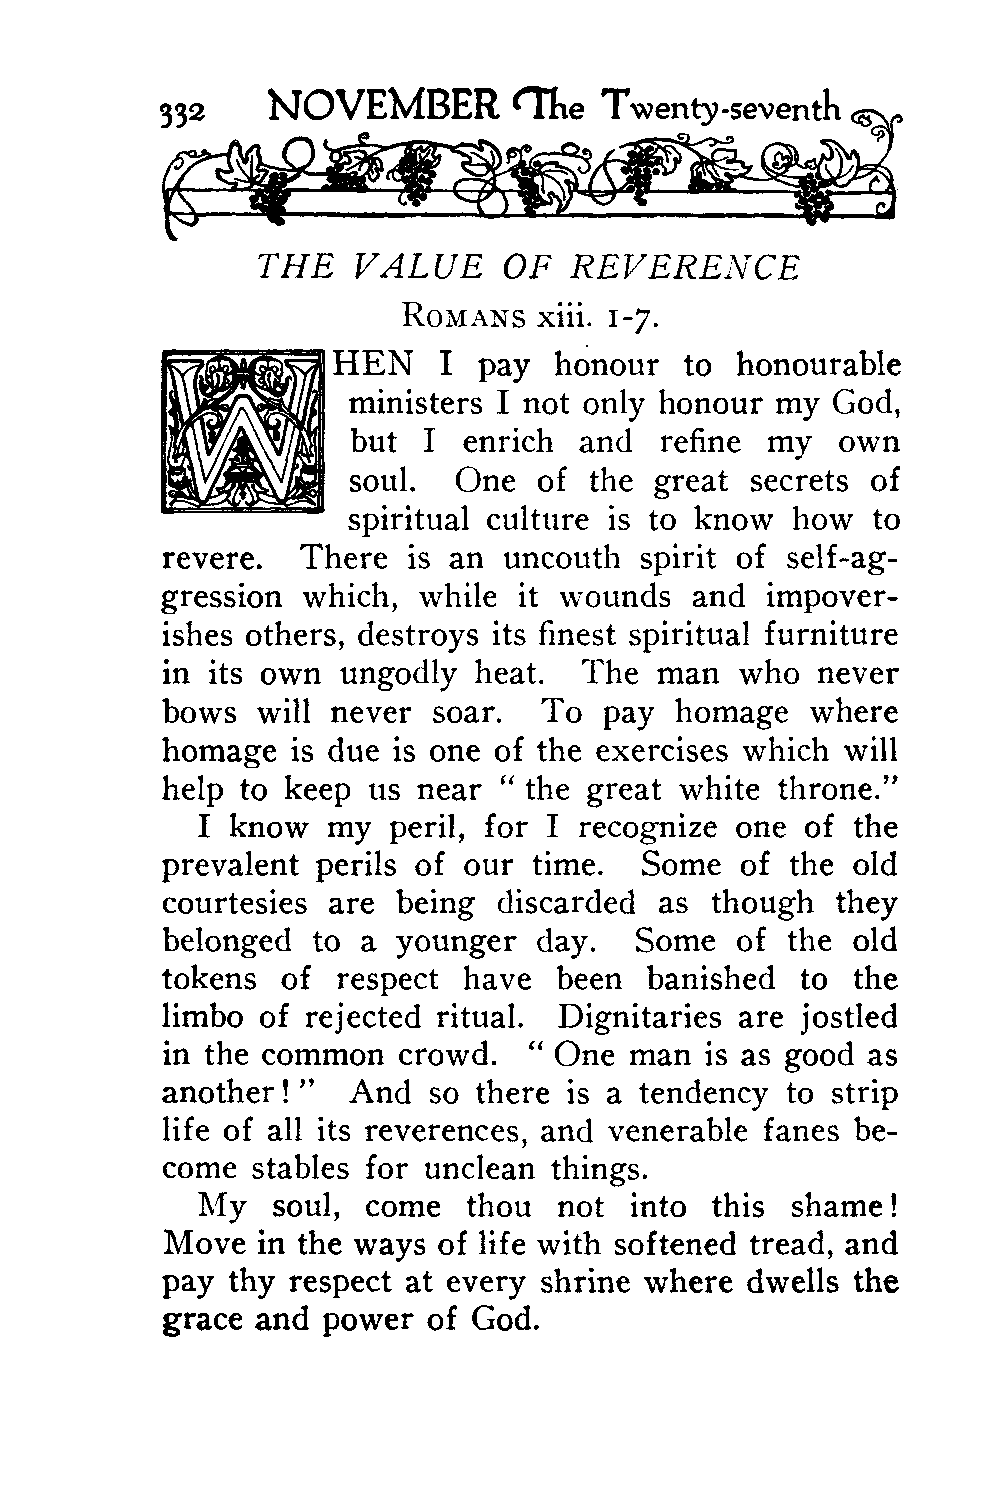 332 NOVEMBER The Twenty-seventh
THE VALUE OF REVERENCE
ROMANS xiii. 1-7.
WHEN I pay honour to honourable
ministers I not only honour my God,
but I enrich and refine my own
soul. One of the great secrets of
spiritual culture is to know how to
revere. There is an uncouth spirit of self-ag-
gression which, while it wounds and impover-
ishes others, destroys its finest spiritual furniture
in its own ungodly heat. The man who never
bows will never soar. To pay homage where
homage is due is one of the exercises which will
help to keep us near “ the great white throne.”
I know my peril, for I recognize one of the
prevalent perils of our time. Some of the old
courtesies are being discarded as though they
belonged to a younger day. Some of the old
tokens of respect have been banished to the
limbo of rejected ritual. Dignitaries are jostled
in the common crowd. “ One man is as good as
another! ” And so there is a tendency to strip
life of all its reverences, and venerable fanes be-
come stables for unclean things.
My soul, come thou not into this shame!
Move in the ways of life with softened tread, and
pay thy respect at every shrine where dwells the
grace and power of God.